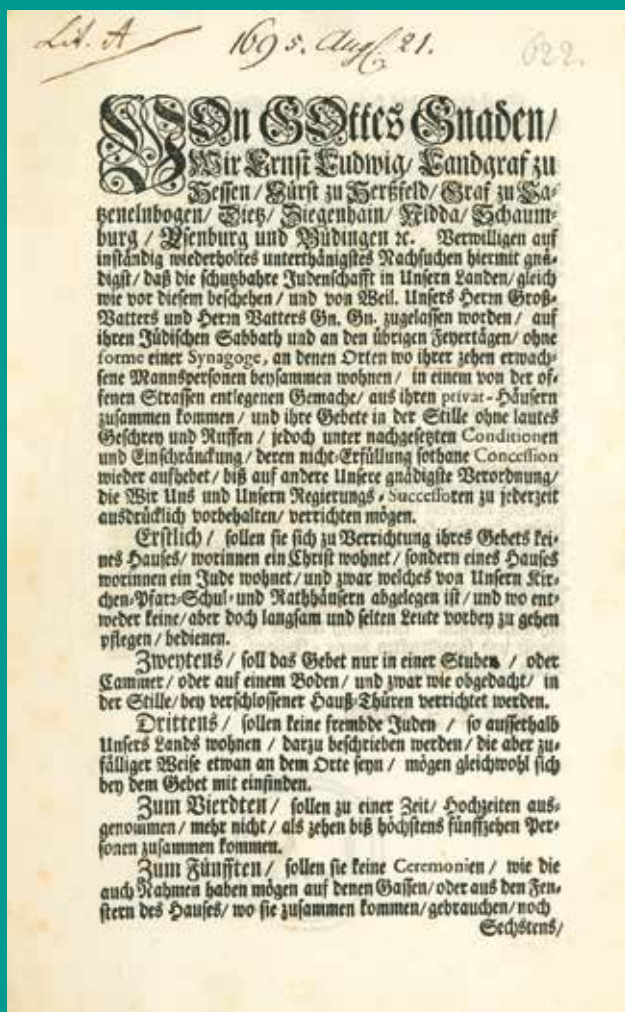 Lit. A
1695. Aug. 21.
622.
VOn GOttes Gnaden/
Wir Ernst Ludwig/ Landgraf zu
Hessen/ Fürst zu Herßfeld/ Graf zu Ca-
tzenelnbogen/ Dietz/ Ziegenhain/ Nidda/ Schaum-
burg / Ysenburg und Büdingen ꝛc. Verwilligen auf
inständig wiederholtes unterthänigstes Nachsuchen hiermit gnä-
digst/ daß die schutzbahre Judenschafft in Unsern Landen/ gleich
wie vor diesem beschehen/ und von Weil. Unsers Herrn Groß-
Vatters und Herrn Vatters Gn. Gn. zugelassen worden/ auf
ihren Jüdischen Sabbath und an den übrigen Feyertägen/ ohne
forme einer Synagoge, an denen Orten wo ihrer zehen erwach-
sene Mannspersonen beysammen wohnen/ in einem von der of-
fenen Strassen entlegenen Gemache/ aus ihren privat-Häusern
zusammen kommen/ und ihre Gebete in der Stille ohne lautes
Geschrey und Ruffen / jedoch unter nachgesetzten Conditionen
und Einschränckung/ deren nicht-Erfüllung sothane Concession
wieder aufhebet/ biß auf andere Unsere gnädigste Verordnung/
die Wir Uns und Unsern Regierungs-Successoren zu jederzeit
ausdrücklich vorbehalten/ verrichten mögen.
Erstlich/ sollen sie sich zu Verrichtung ihres Gebets kei-
nes Hauses/ worinnen ein Christ wohnet/ sondern eines Hauses
worinnen ein Jude wohnet/ und zwar welches von Unsern Kir-
chen-Pfarr-Schul-und Rathhäusern abgelegen ist/ und wo ent-
weder keine/ aber doch langsam und selten Leute vorbey zu gehen
pflegen/ bedienen.
Zweytens/ soll das Gebet nur in einer Stuben / oder
Cammer/ oder auf einem Boden/ und zwar wie obgedacht/ in
der Stille/ bey verschlossener Hauß-Thüren verrichtet werden.
Drittens/ sollen keine frembde Juden / so ausserhalb
Unsers Lands wohnen/ darzu beschrieben werden/ die aber zu-
fälliger Weise etwan an dem Orte seyn/ mögen gleichwohl sich
bey dem Gebet mit einfinden.
Zum Vierdten/ sollen zu einer Zeit/ Hochzeiten aus-
genommen/ mehr nicht/ als zehen biß höchstens fünffzehen Per-
sonen zusammen kommen.
Zum Fünfften/ sollen sie keine Ceremonien/ wie die
auch Nahmen haben mögen auf denen Gassen/ oder aus den Fen-
stern des Hauses/ wo sie zusammen kommen/ gebrauchen/ noch
Sechstens/